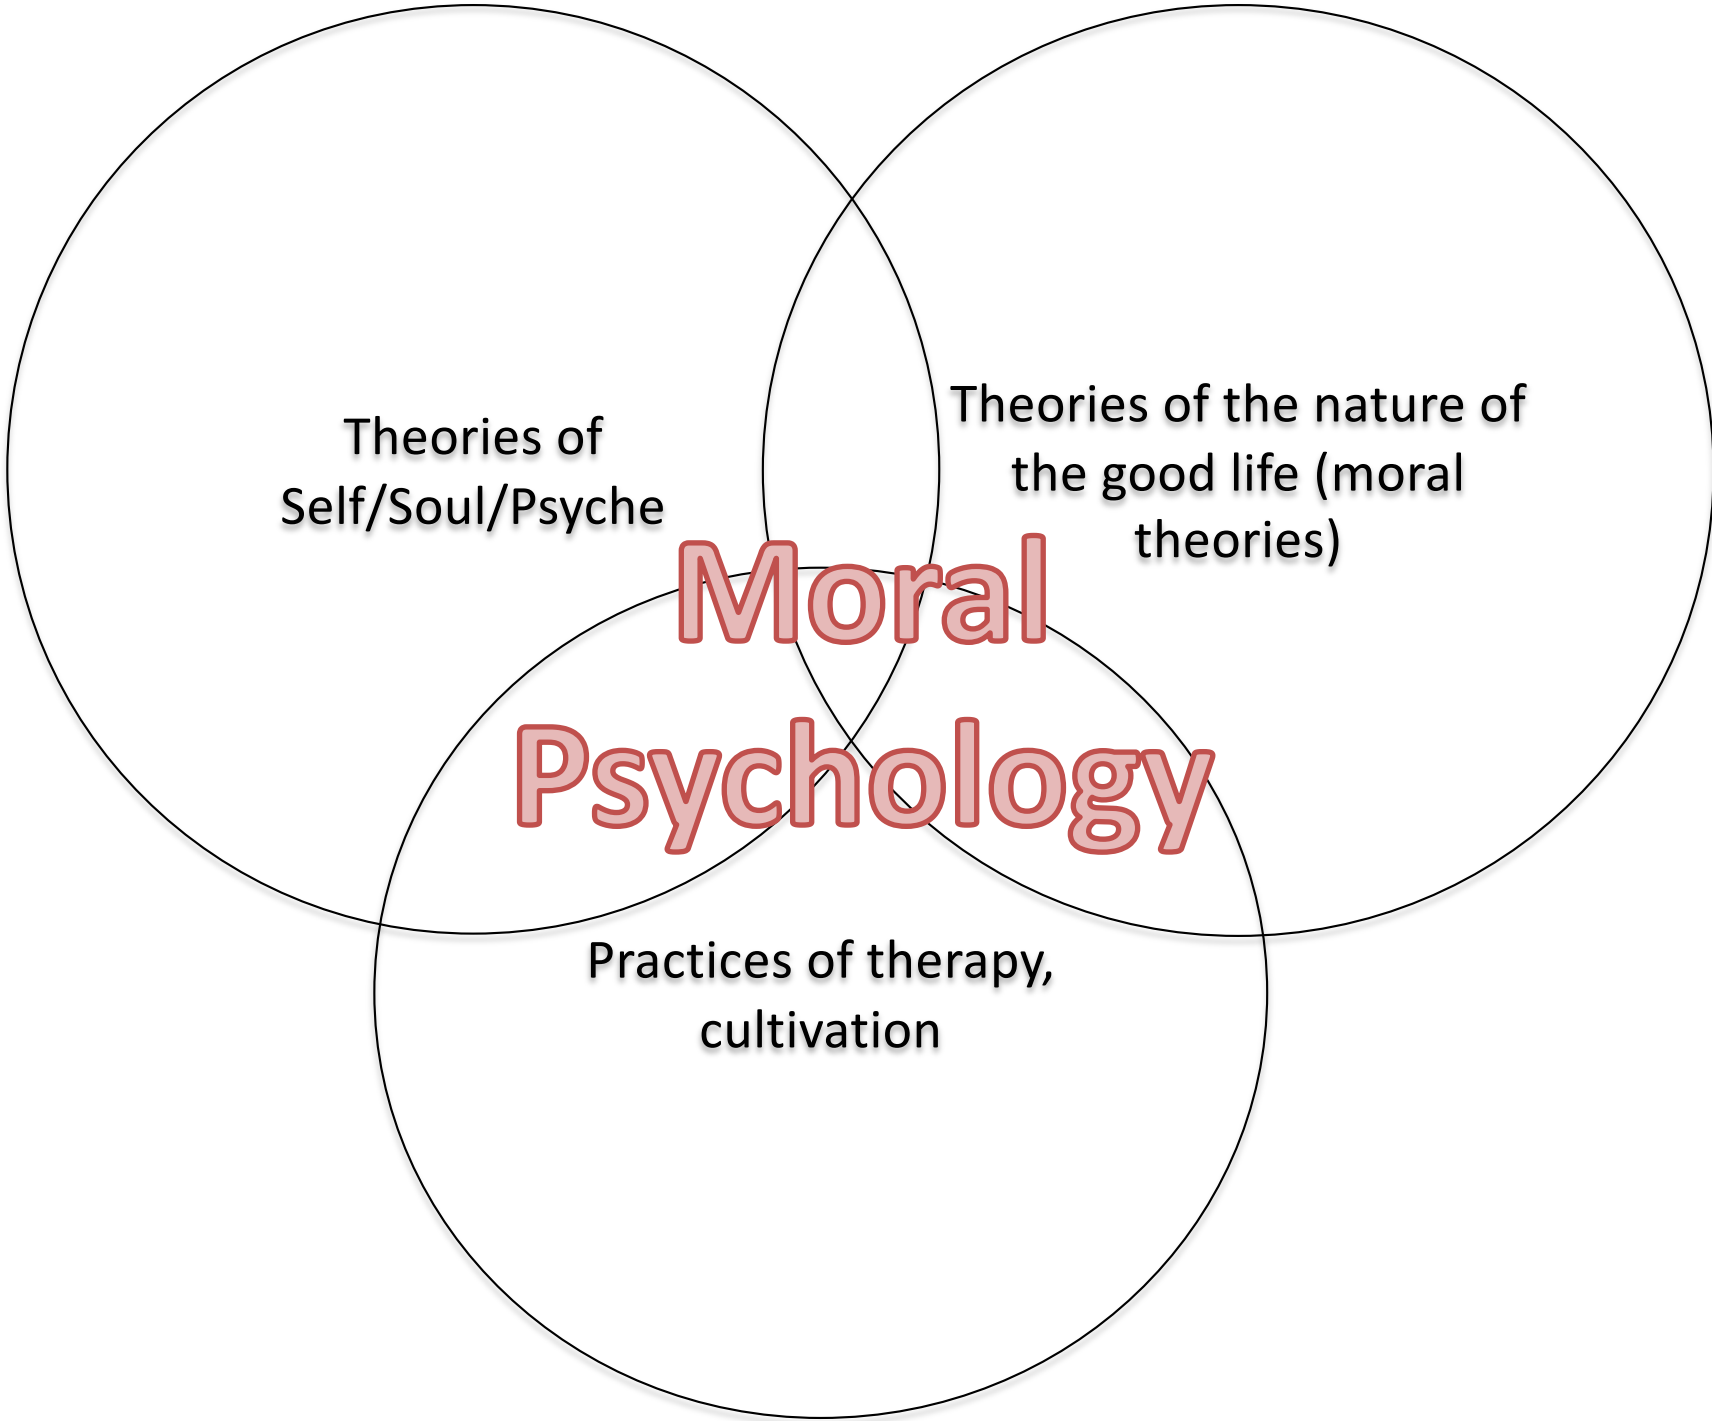 Theories of
Self/Soul/Psyche
Theories of the nature of
the good life (moral
theories)
Moral
Psychology
Practices of therapy,
cultivation